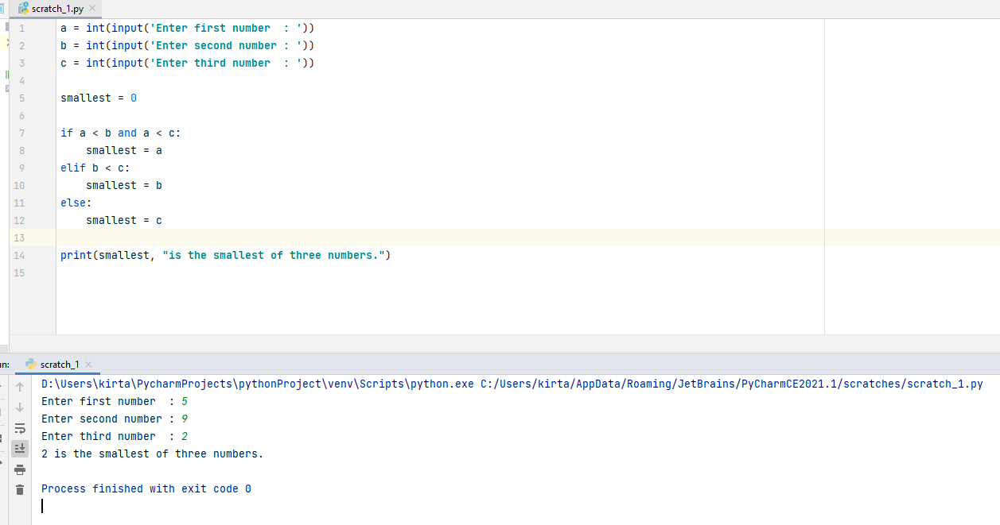 scratch_1.py
1 a = int(input('Enter first number  : '))
2 b = int(input('Enter second number : '))
3 c = int(input('Enter third number  : '))
4
5 smallest = 0
6
7 if a < b and a < c:
8     smallest = a
9 elif b < c:
10     smallest = b
11 else:
12     smallest = c
13
14 print(smallest, "is the smallest of three numbers.")
15
un: scratch_1
D:\Users\kirta\PycharmProjects\pythonProject\venv\Scripts\python.exe C:/Users/kirta/AppData/Roaming/JetBrains/PyCharmCE2021.1/scratches/scratch_1.py
Enter first number  : 5
Enter second number : 9
Enter third number  : 2
2 is the smallest of three numbers.
Process finished with exit code 0